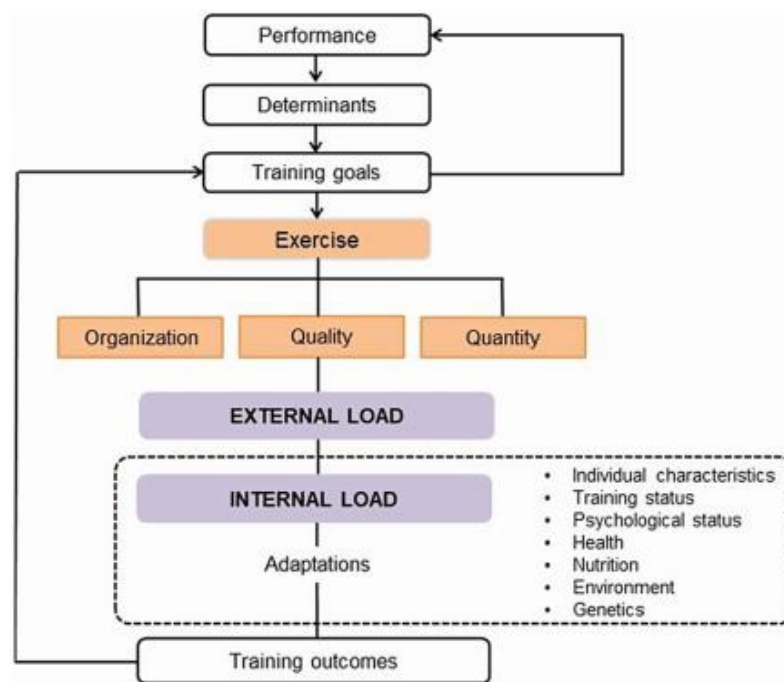 Performance
Determinants
Training goals
Exercise
Organization
Quality
Quantity
EXTERNAL LOAD
INTERNAL LOAD
Adaptations
• Individual characteristics
• Training status
• Psychological status
• Health
• Nutrition
• Environment
• Genetics
Training outcomes